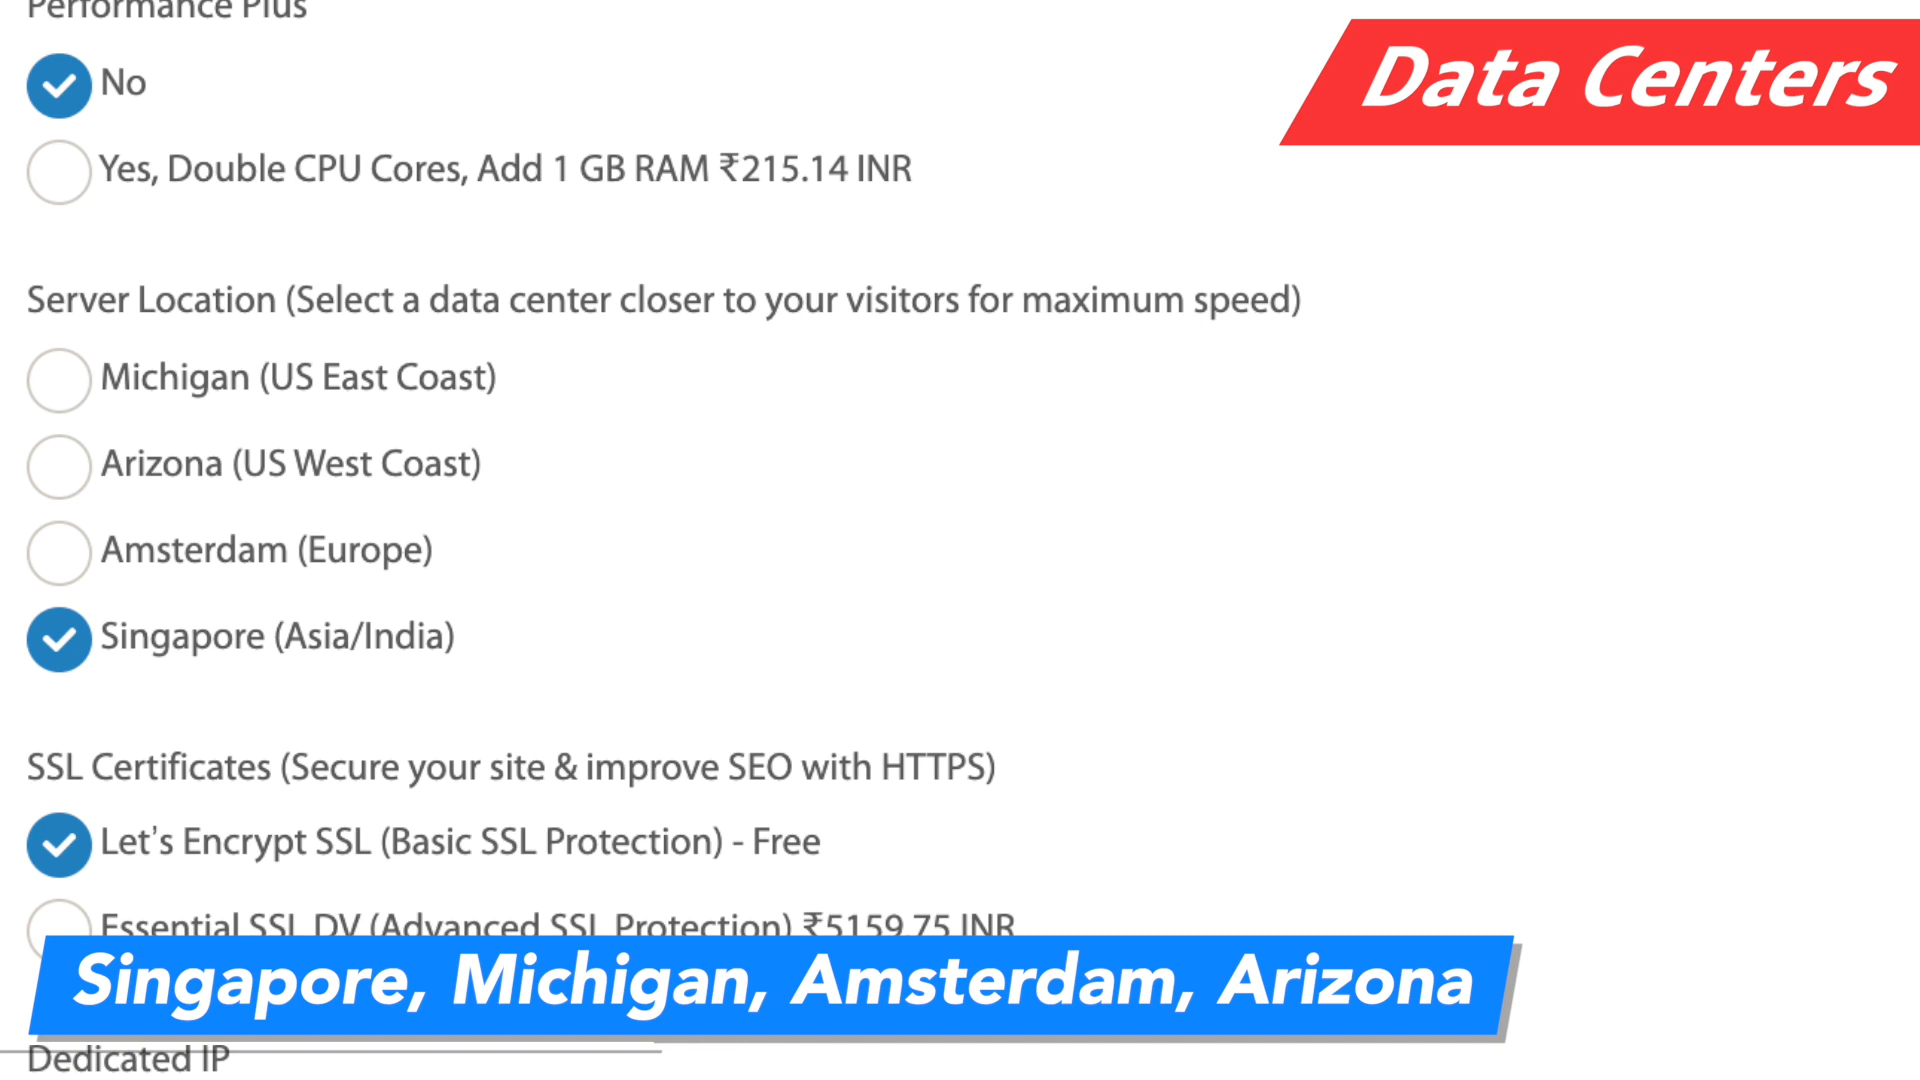 Performance Plus
Data Centers
No
Yes, Double CPU Cores, Add 1 GB RAM ₹215.14 INR
Server Location (Select a data center closer to your visitors for maximum speed)
Michigan (US East Coast)
Arizona (US West Coast)
Amsterdam (Europe)
Singapore (Asia/India)
SSL Certificates (Secure your site & improve SEO with HTTPS)
Let's Encrypt SSL (Basic SSL Protection) - Free
Essential SSL DV (Advanced SSL Protection) ₹5159.75 INR
Singapore, Michigan, Amsterdam, Arizona
Dedicated IP